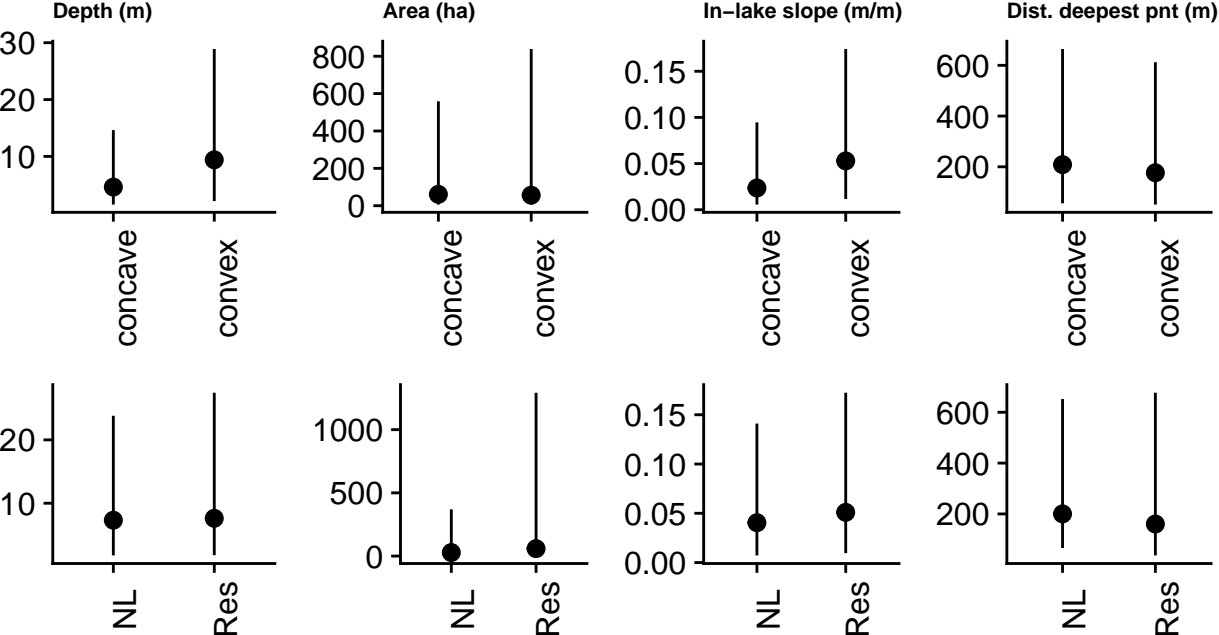 Depth (m)
Area (ha)
In−lake slope (m/m)
Dist. deepest pnt (m)
30
20
10
concave
convex
800
600
400
200
0
concave
convex
0.15
0.10
0.05
0.00
concave
convex
600
400
200
concave
convex
20
10
NL
Res
1000
500
0
NL
Res
0.15
0.10
0.05
0.00
NL
Res
600
400
200
NL
Res